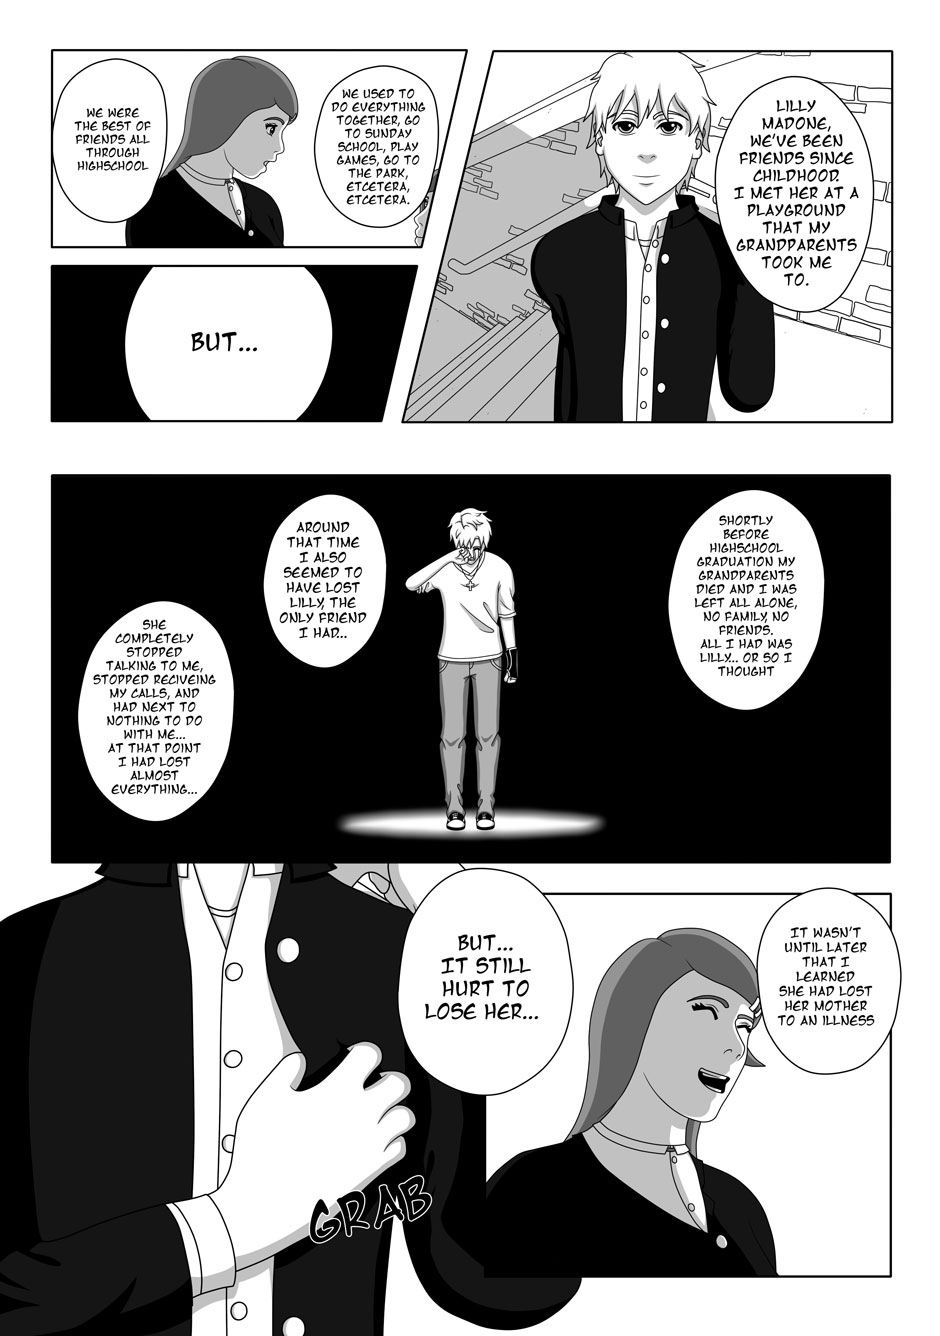 LILLY
MADONE,
WE'VE BEEN
FRIENDS SINCE
CHILDHOOD.
I MET HER AT A
PLAYGROUND
THAT MY
GRANDPARENTS
TOOK ME
TO.
WE USED TO
DO EVERYTHING
TOGETHER, GO
TO SUNDAY
SCHOOL, PLAY
GAMES, GO TO
THE PARK,
ETCETERA,
ETCETERA.
WE WERE
THE BEST OF
FRIENDS ALL
THROUGH
HIGHSCHOOL
BUT...
SHORTLY
BEFORE
HIGHSCHOOL
GRADUATION MY
GRANDPARENTS
DIED AND I WAS
LEFT ALL ALONE,
NO FAMILY, NO
FRIENDS.
ALL I HAD WAS
LILLY... OR SO I
THOUGHT
AROUND
THAT TIME
I ALSO
SEEMED TO
HAVE LOST
LILLY, THE
ONLY FRIEND
I HAD...
SHE
COMPLETELY
STOPPED
TALKING TO ME,
STOPPED RECIVEING
MY CALLS, AND
HAD NEXT TO
NOTHING TO DO
WITH ME...
AT THAT POINT
I HAD LOST
ALMOST
EVERYTHING...
IT WASN'T
UNTIL LATER
THAT I
LEARNED
SHE HAD LOST
HER MOTHER
TO AN ILLNESS
BUT...
IT STILL
HURT TO
LOSE HER...
GRAB